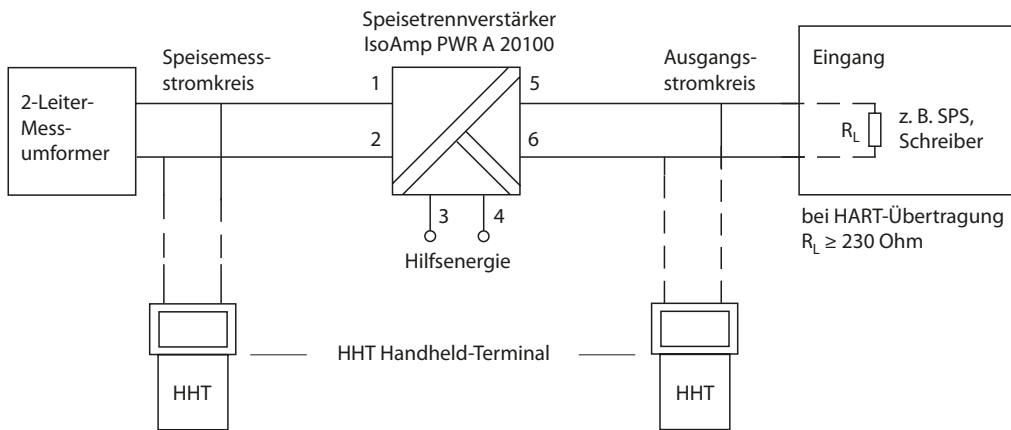 Speisetrennverstärker
IsoAmp PWR A 20100
Speisemess-
stromkreis
Ausgangs-
stromkreis
Eingang
2-Leiter-
Mess-
umformer
1
2
5
6
3
4
Hilfsenergie
R_L
z. B. SPS,
Schreiber
bei HART-Übertragung
R_L ≥ 230 Ohm
HHT Handheld-Terminal
HHT
HHT